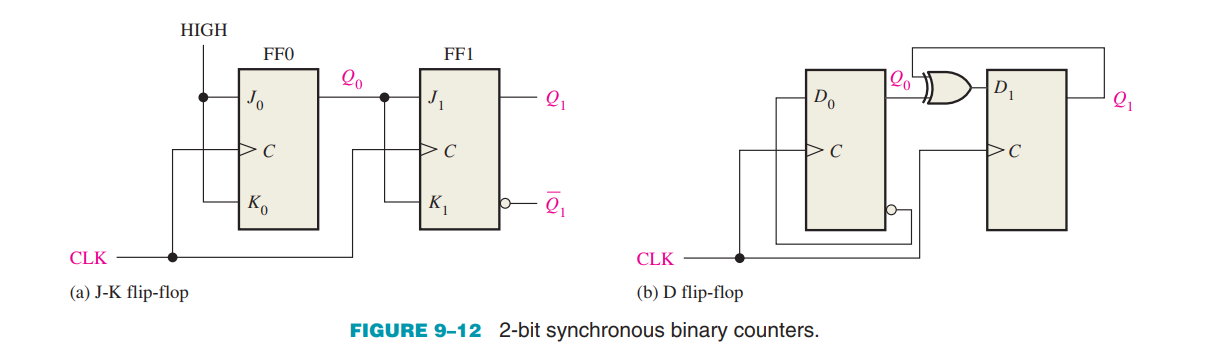 HIGH
FF0
FF1
Q₀
J₀
J₁
Q₁
C
C
K₀
K₁
Q̅₁
CLK
(a) J-K flip-flop
Q₀
D₀
D₁
Q₁
C
C
CLK
(b) D flip-flop
FIGURE 9–12 2-bit synchronous binary counters.